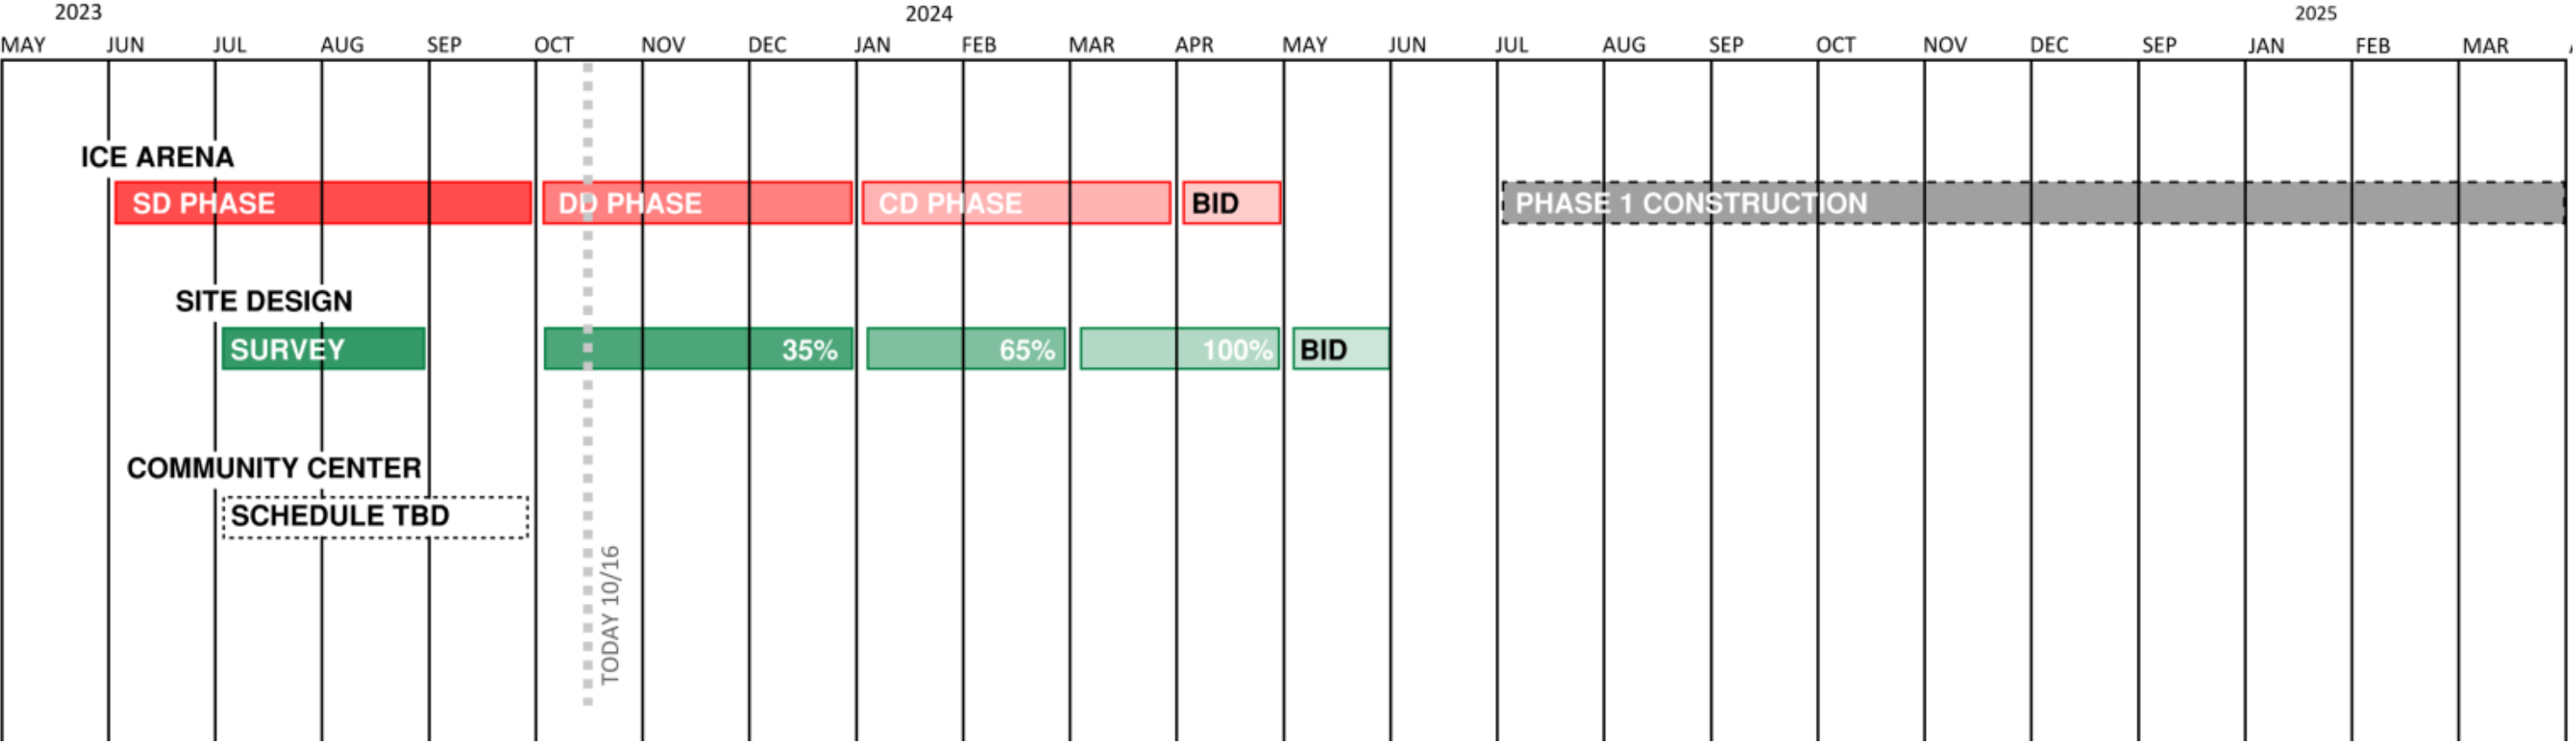 2023 2024 2025
MAY JUN JUL AUG SEP OCT NOV DEC JAN FEB MAR APR MAY JUN JUL AUG SEP OCT NOV DEC SEP JAN FEB MAR
ICE ARENA
SD PHASE DD PHASE CD PHASE BID PHASE 1 CONSTRUCTION
SITE DESIGN
SURVEY 35% 65% 100% BID
COMMUNITY CENTER
SCHEDULE TBD
TODAY 10/16